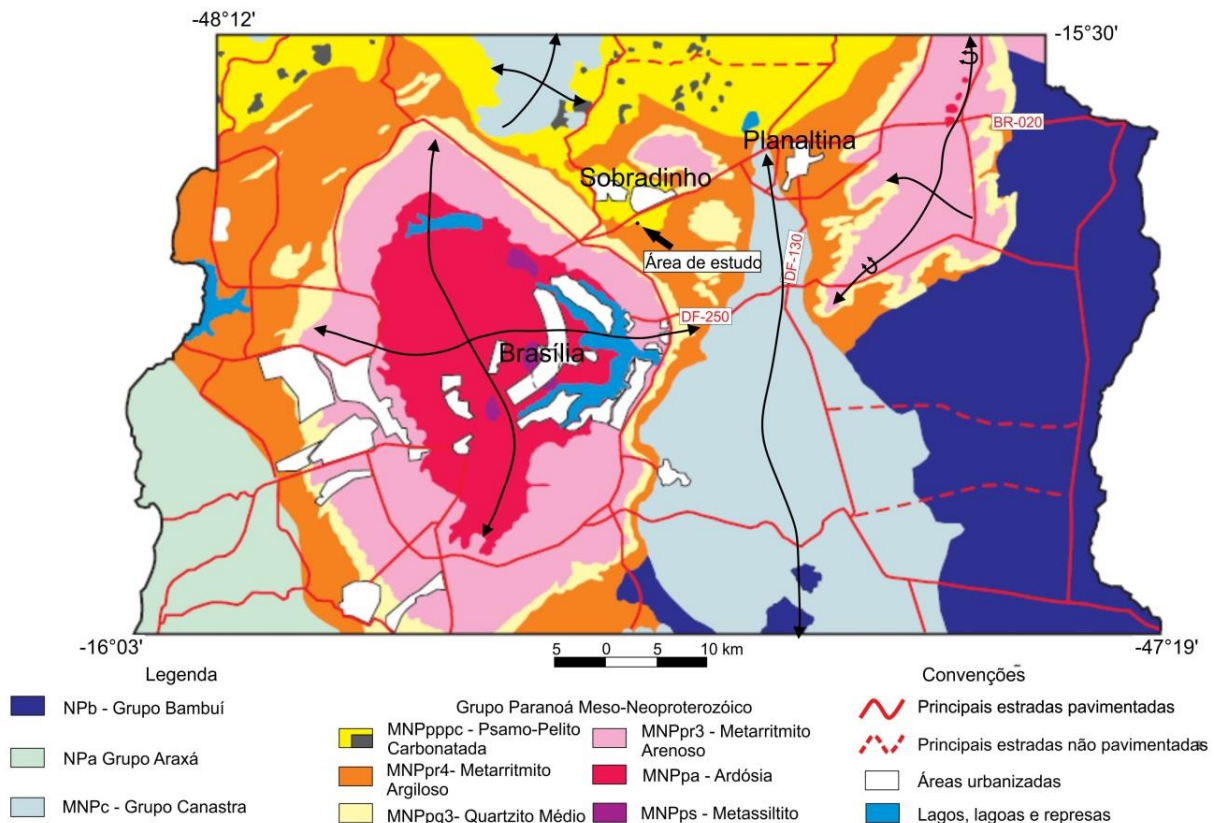 -48°12'
-15°30'
Planaltina
BR-020
Sobradinho
Área de estudo
DF-130
DF-250
Brasília
-16°03'
5 0 5 10 km
-47°19'
Legenda
Convenções
NPb - Grupo Bambuí
NPa Grupo Araxá
MNPc - Grupo Canastra
Grupo Paranoá Meso-Neoproterozóico
MNPpppc - Psamo-Pelito
Carbonatada
MNPpr4- Metarritmito
Argiloso
MNPpq3- Quartzito Médio
MNPpr3 - Metarritmito
Arenoso
MNPpa - Ardósia
MNPps - Metassiltito
Principais estradas pavimentadas
Principais estradas não pavimentadas
Áreas urbanizadas
Lagos, lagoas e represas